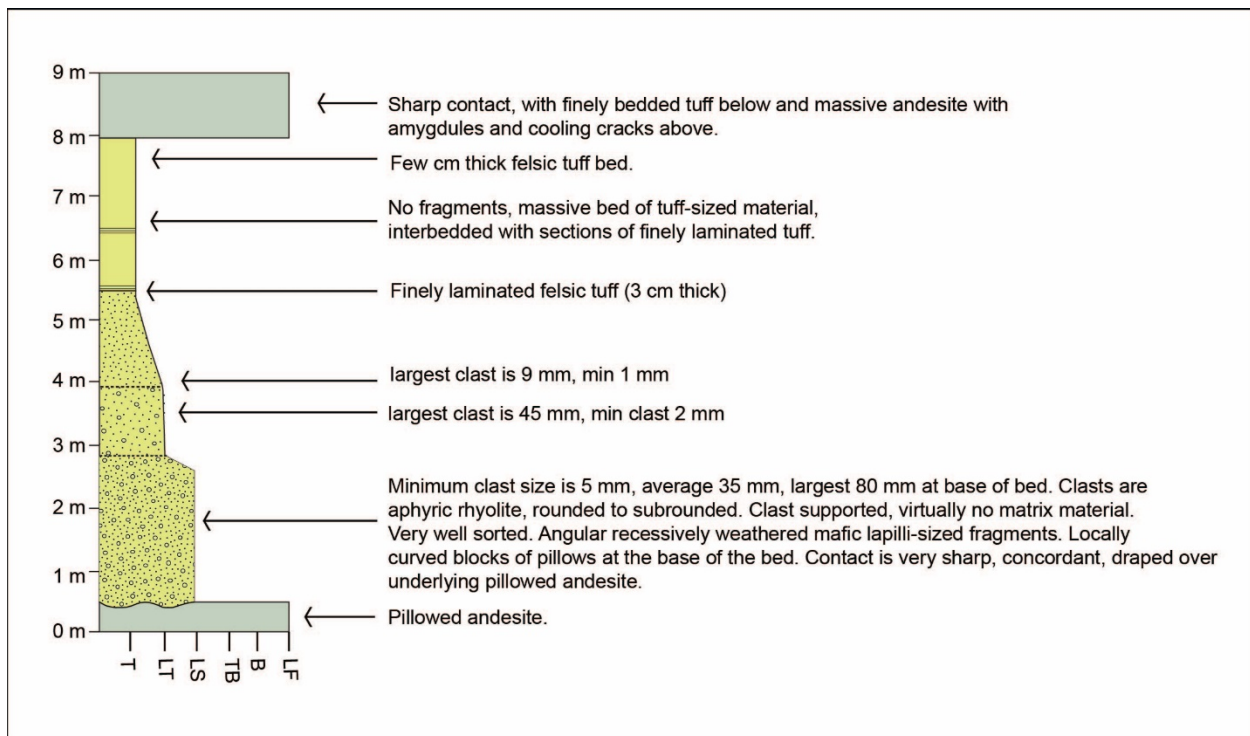 9 m
Sharp contact, with finely bedded tuff below and massive andesite with
amygdules and cooling cracks above.
8 m
Few cm thick felsic tuff bed.
7 m
No fragments, massive bed of tuff-sized material,
interbedded with sections of finely laminated tuff.
6 m
Finely laminated felsic tuff (3 cm thick)
5 m
4 m
largest clast is 9 mm, min 1 mm
largest clast is 45 mm, min clast 2 mm
3 m
Minimum clast size is 5 mm, average 35 mm, largest 80 mm at base of bed. Clasts are
aphyric rhyolite, rounded to subrounded. Clast supported, virtually no matrix material.
Very well sorted. Angular recessively weathered mafic lapilli-sized fragments. Locally
curved blocks of pillows at the base of the bed. Contact is very sharp, concordant, draped over
underlying pillowed andesite.
2 m
1 m
Pillowed andesite.
0 m
T
LT
LS
TB
B
LF